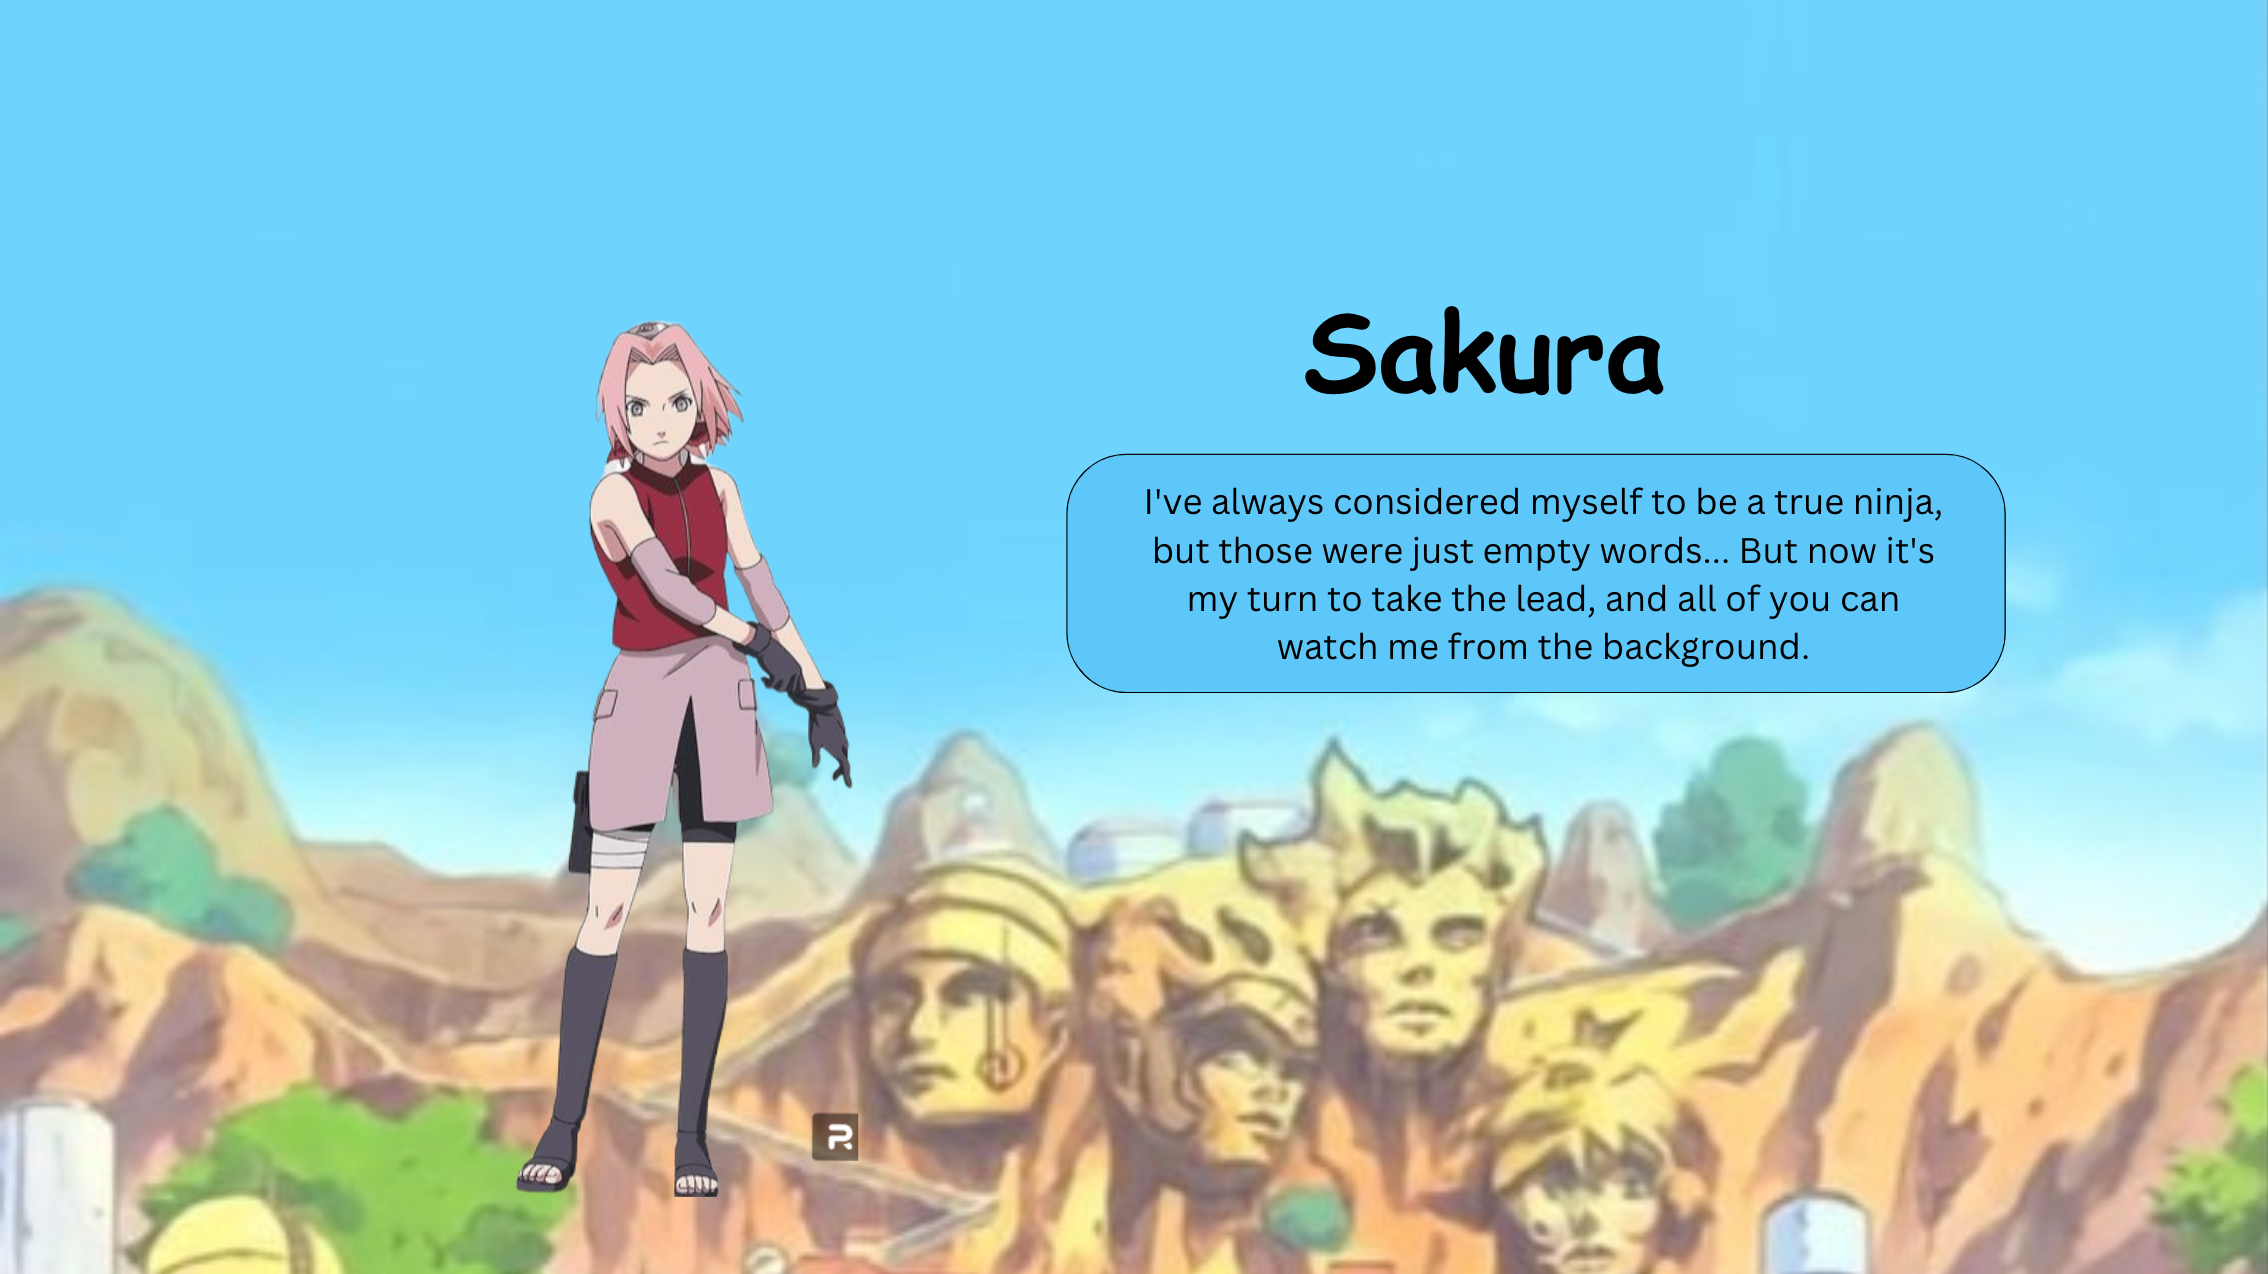 Sakura
I've always considered myself to be a true ninja,
but those were just empty words... But now it's
my turn to take the lead, and all of you can
watch me from the background.
R